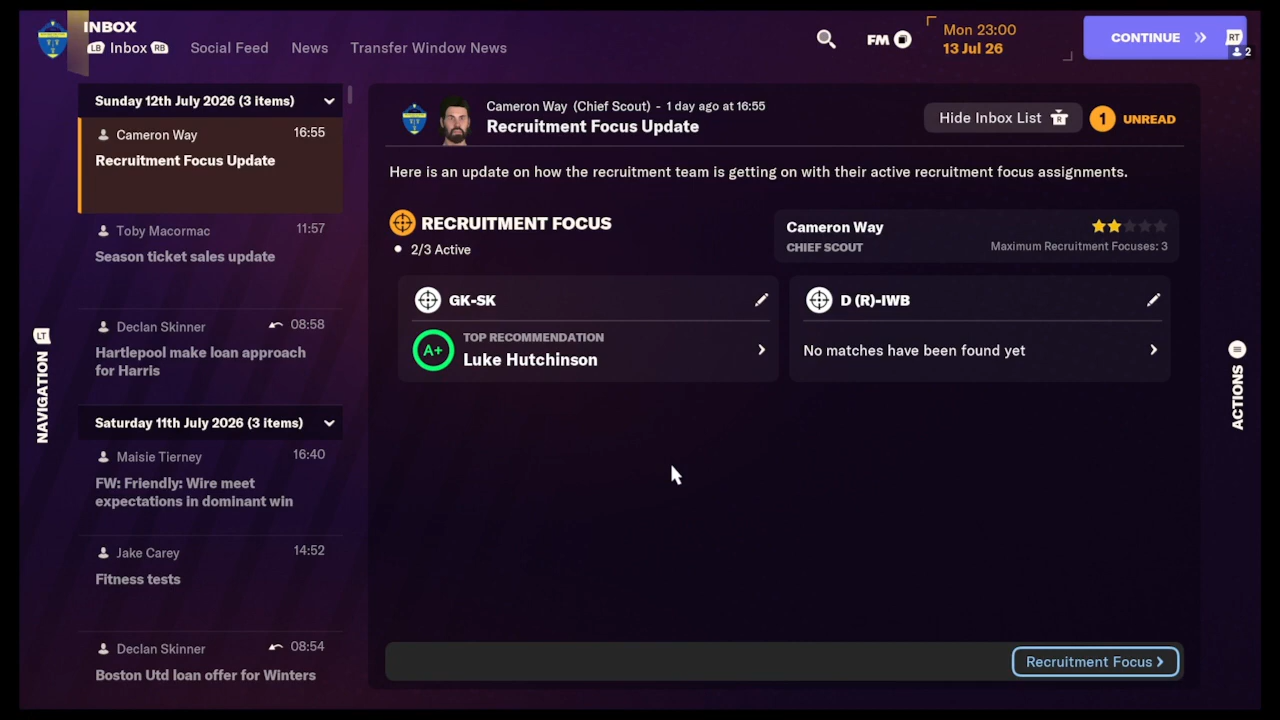 INBOX
LB Inbox RB
Social Feed
News
Transfer Window News
FM
Mon 23:00
13 Jul 26
CONTINUE
RT
2
Sunday 12th July 2026 (3 items)
Cameron Way 16:55
Recruitment Focus Update
Toby Macormac 11:57
Season ticket sales update
Declan Skinner 08:58
Hartlepool make loan approach
for Harris
Saturday 11th July 2026 (3 items)
Maisie Tierney 16:40
FW: Friendly: Wire meet
expectations in dominant win
Jake Carey 14:52
Fitness tests
Declan Skinner 08:54
Boston Utd loan offer for Winters
LT
NAVIGATION
Cameron Way (Chief Scout) - 1 day ago at 16:55
Recruitment Focus Update
Hide Inbox List R
1 UNREAD
Here is an update on how the recruitment team is getting on with their active recruitment focus assignments.
RECRUITMENT FOCUS
2/3 Active
Cameron Way
CHIEF SCOUT
Maximum Recruitment Focuses: 3
GK-SK
A+
TOP RECOMMENDATION
Luke Hutchinson
D (R)-IWB
No matches have been found yet
Recruitment Focus
ACTIONS